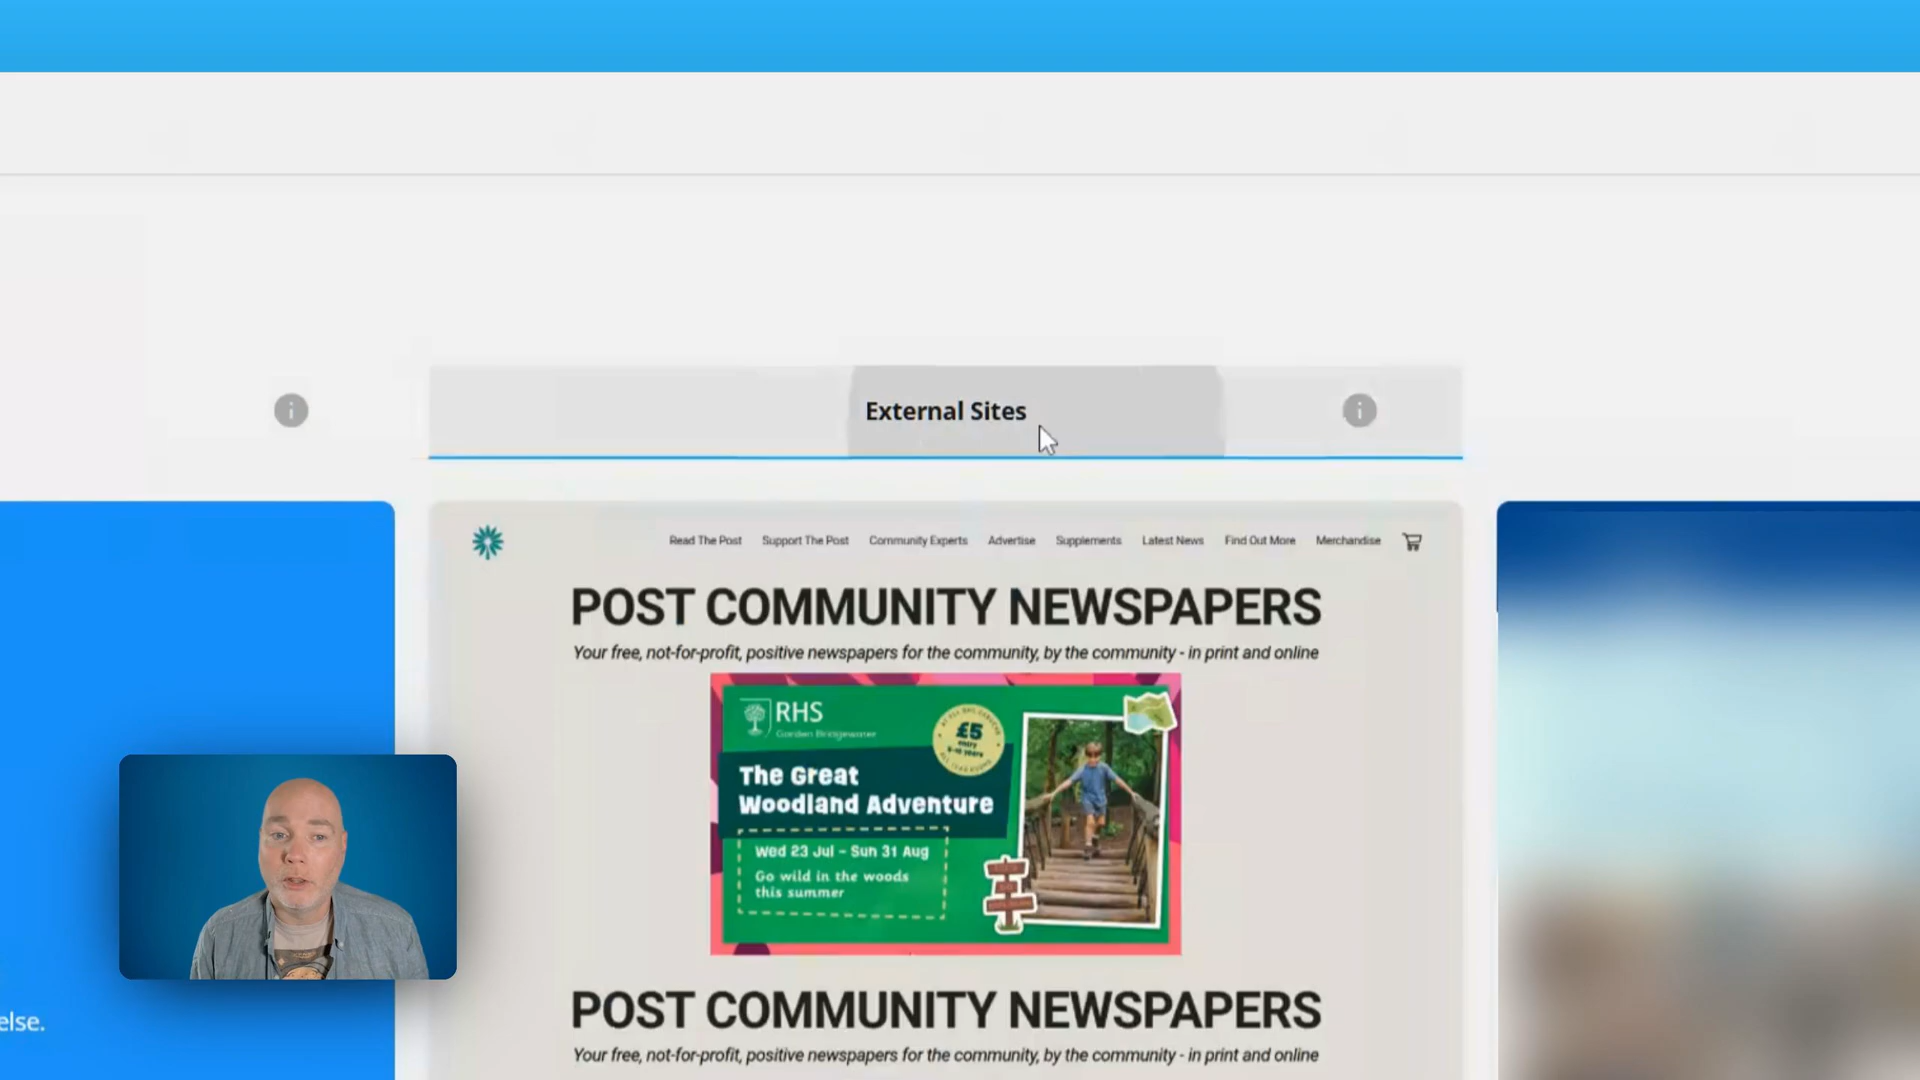 External Sites
Read The Post Support The Post Community Experts Advertise Supplements Latest News Find Out More Merchandise
POST COMMUNITY NEWSPAPERS
Your free, not-for-profit, positive newspapers for the community, by the community - in print and online
RHS
Garden Bridgewater
£5
entry
The Great
Woodland Adventure
Wed 23 Jul – Sun 31 Aug
Go wild in the woods
this summer
POST COMMUNITY NEWSPAPERS
Your free, not-for-profit, positive newspapers for the community, by the community - in print and online
else.